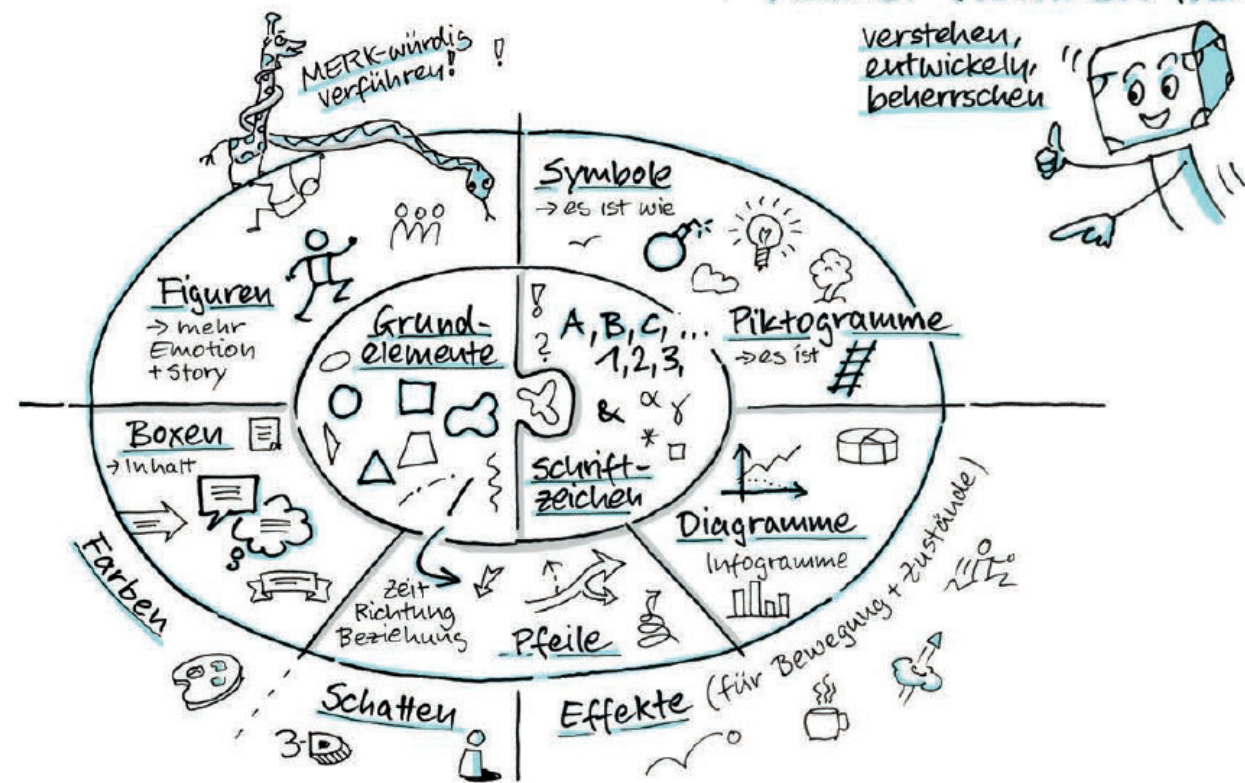 verstehen,
entwickeln,
beherrschen
MERK-würdig
verführen!
!
Symbole
→ es ist wie
Figuren
→ mehr
Emotion
+ Story
Grund-
elemente
!
?
A, B, C, ...
1, 2, 3,
& α γ
*
Schrift-
zeichen
Piktogramme
→ es ist
Boxen
→ Inhalt
Diagramme
Infogramme
Zeit
Richtung
Beziehung
Pfeile
Farben
Schatten
3-D
Effekte (für Bewegung + Zustände)